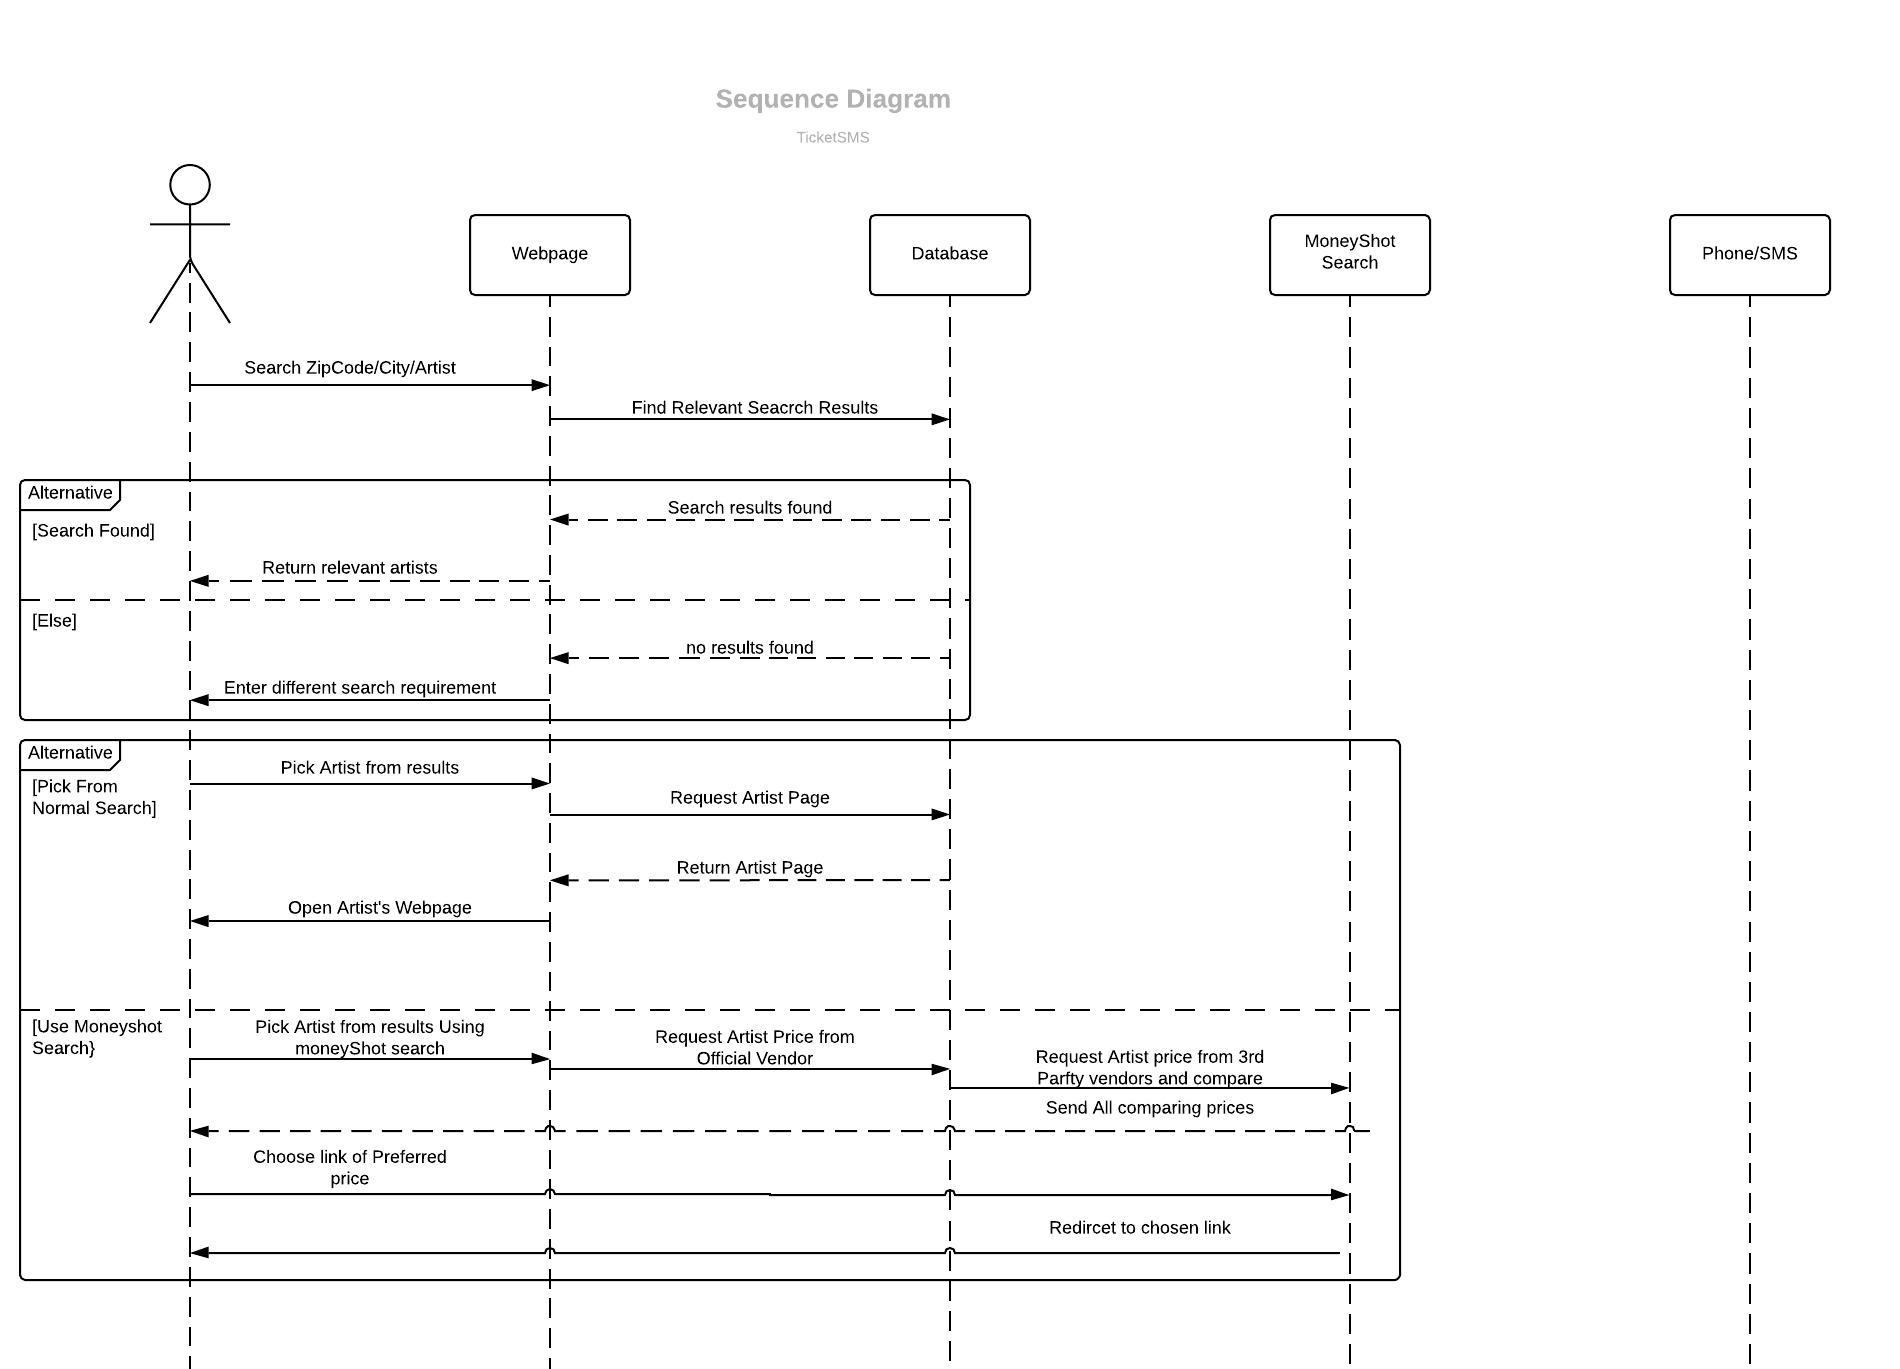 Sequence Diagram
TicketSMS
Webpage
Database
MoneyShot
Search
Phone/SMS
Search ZipCode/City/Artist
Find Relevant Seacrch Results
Alternative
[Search Found]
Search results found
Return relevant artists
[Else]
no results found
Enter different search requirement
Alternative
[Pick From
Normal Search]
Pick Artist from results
Request Artist Page
Return Artist Page
Open Artist's Webpage
[Use Moneyshot
Search}
Pick Artist from results Using
moneyShot search
Request Artist Price from
Official Vendor
Request Artist price from 3rd
Parfty vendors and compare
Send All comparing prices
Choose link of Preferred
price
Redircet to chosen link